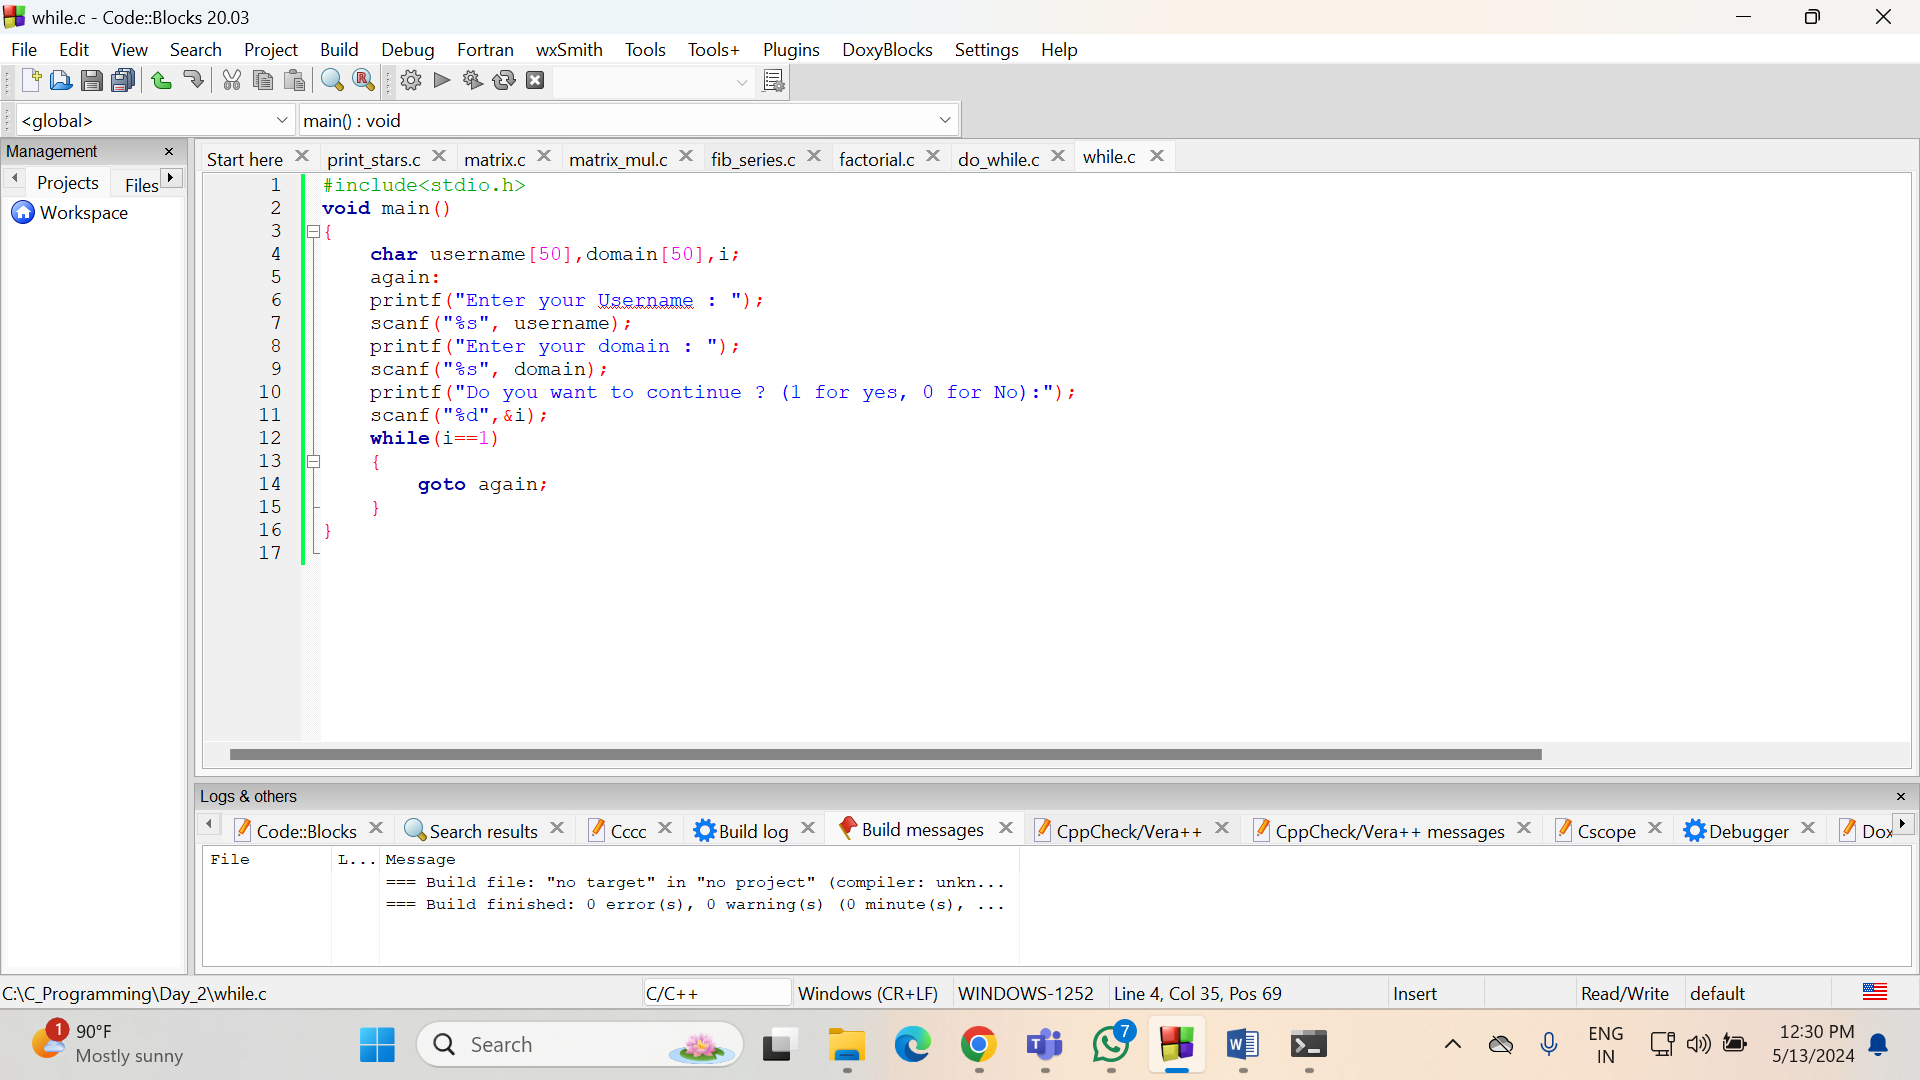 while.c - Code::Blocks 20.03
File Edit View Search Project Build Debug Fortran wxSmith Tools Tools+ Plugins DoxyBlocks Settings Help
<global> main() : void
Management
Projects Files
Workspace
Start here print_stars.c matrix.c matrix_mul.c fib_series.c factorial.c do_while.c while.c
1 #include<stdio.h>
2 void main()
3 {
4 char username[50],domain[50],i;
5 again:
6 printf("Enter your Username : ");
7 scanf("%s", username);
8 printf("Enter your domain : ");
9 scanf("%s", domain);
10 printf("Do you want to continue ? (1 for yes, 0 for No):");
11 scanf("%d",&i);
12 while(i==1)
13 {
14 goto again;
15 }
16 }
17
Logs & others
Code::Blocks Search results Cccc Build log Build messages CppCheck/Vera++ CppCheck/Vera++ messages Cscope Debugger Dox
File L... Message
=== Build file: "no target" in "no project" (compiler: unkn...
=== Build finished: 0 error(s), 0 warning(s) (0 minute(s), ...
C:\C_Programming\Day_2\while.c C/C++ Windows (CR+LF) WINDOWS-1252 Line 4, Col 35, Pos 69 Insert Read/Write default
1 90°F
Mostly sunny
Search
7
ENG
IN
12:30 PM
5/13/2024